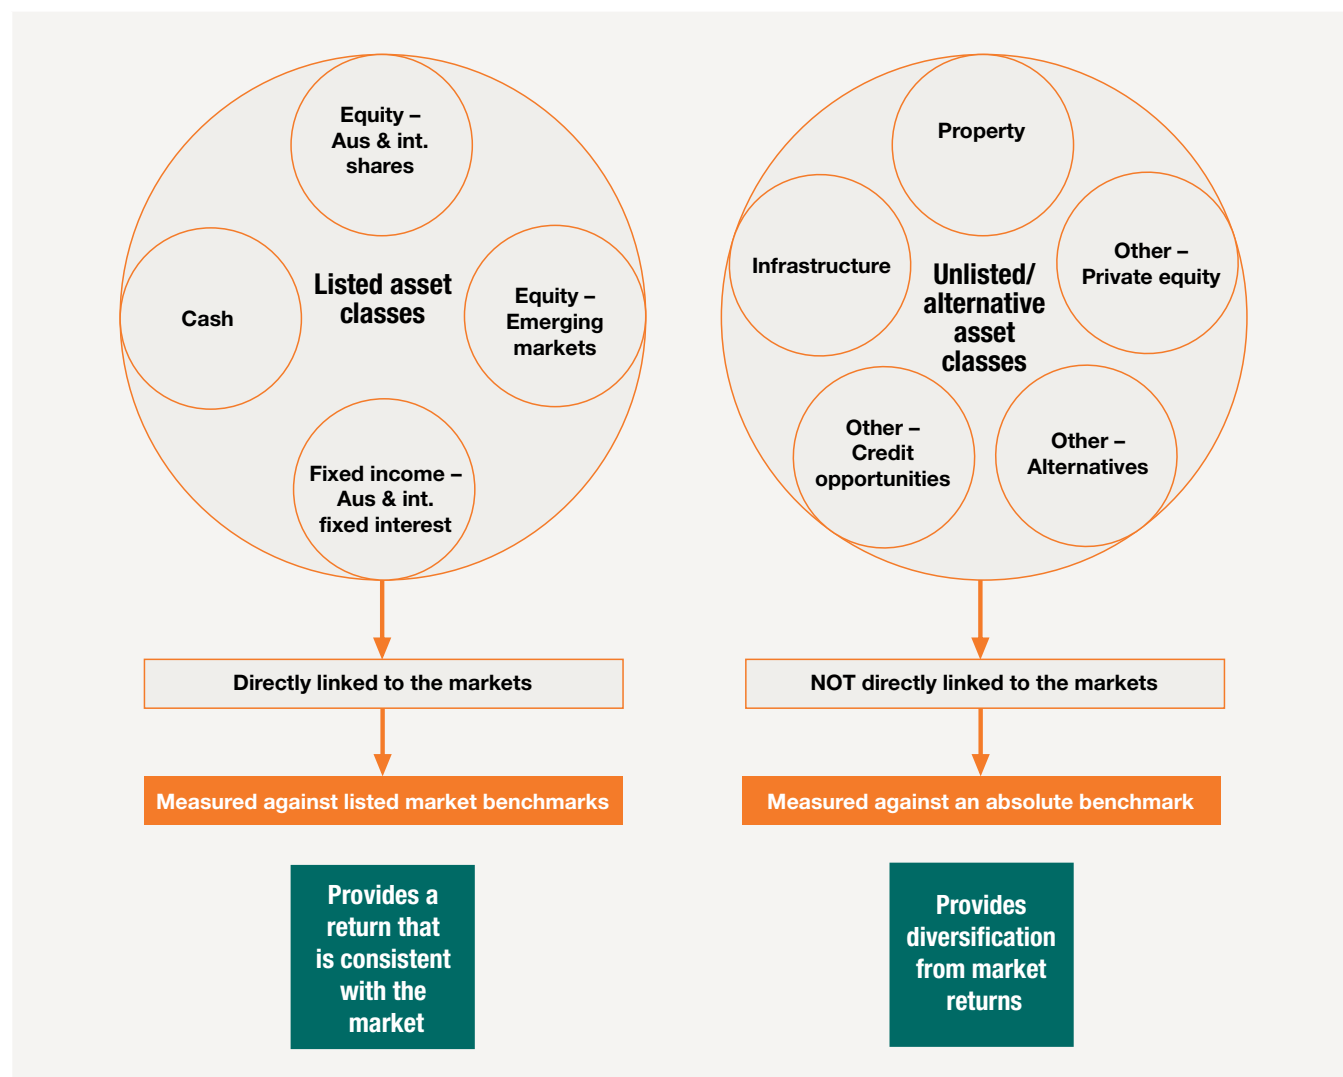 Equity –
Aus & int.
shares
Cash
Listed asset
classes
Equity –
Emerging
markets
Fixed income –
Aus & int.
fixed interest
Directly linked to the markets
Measured against listed market benchmarks
Provides a
return that
is consistent
with the
market
Property
Infrastructure
Unlisted/
alternative
asset
classes
Other –
Private equity
Other –
Credit
opportunities
Other –
Alternatives
NOT directly linked to the markets
Measured against an absolute benchmark
Provides
diversification
from market
returns